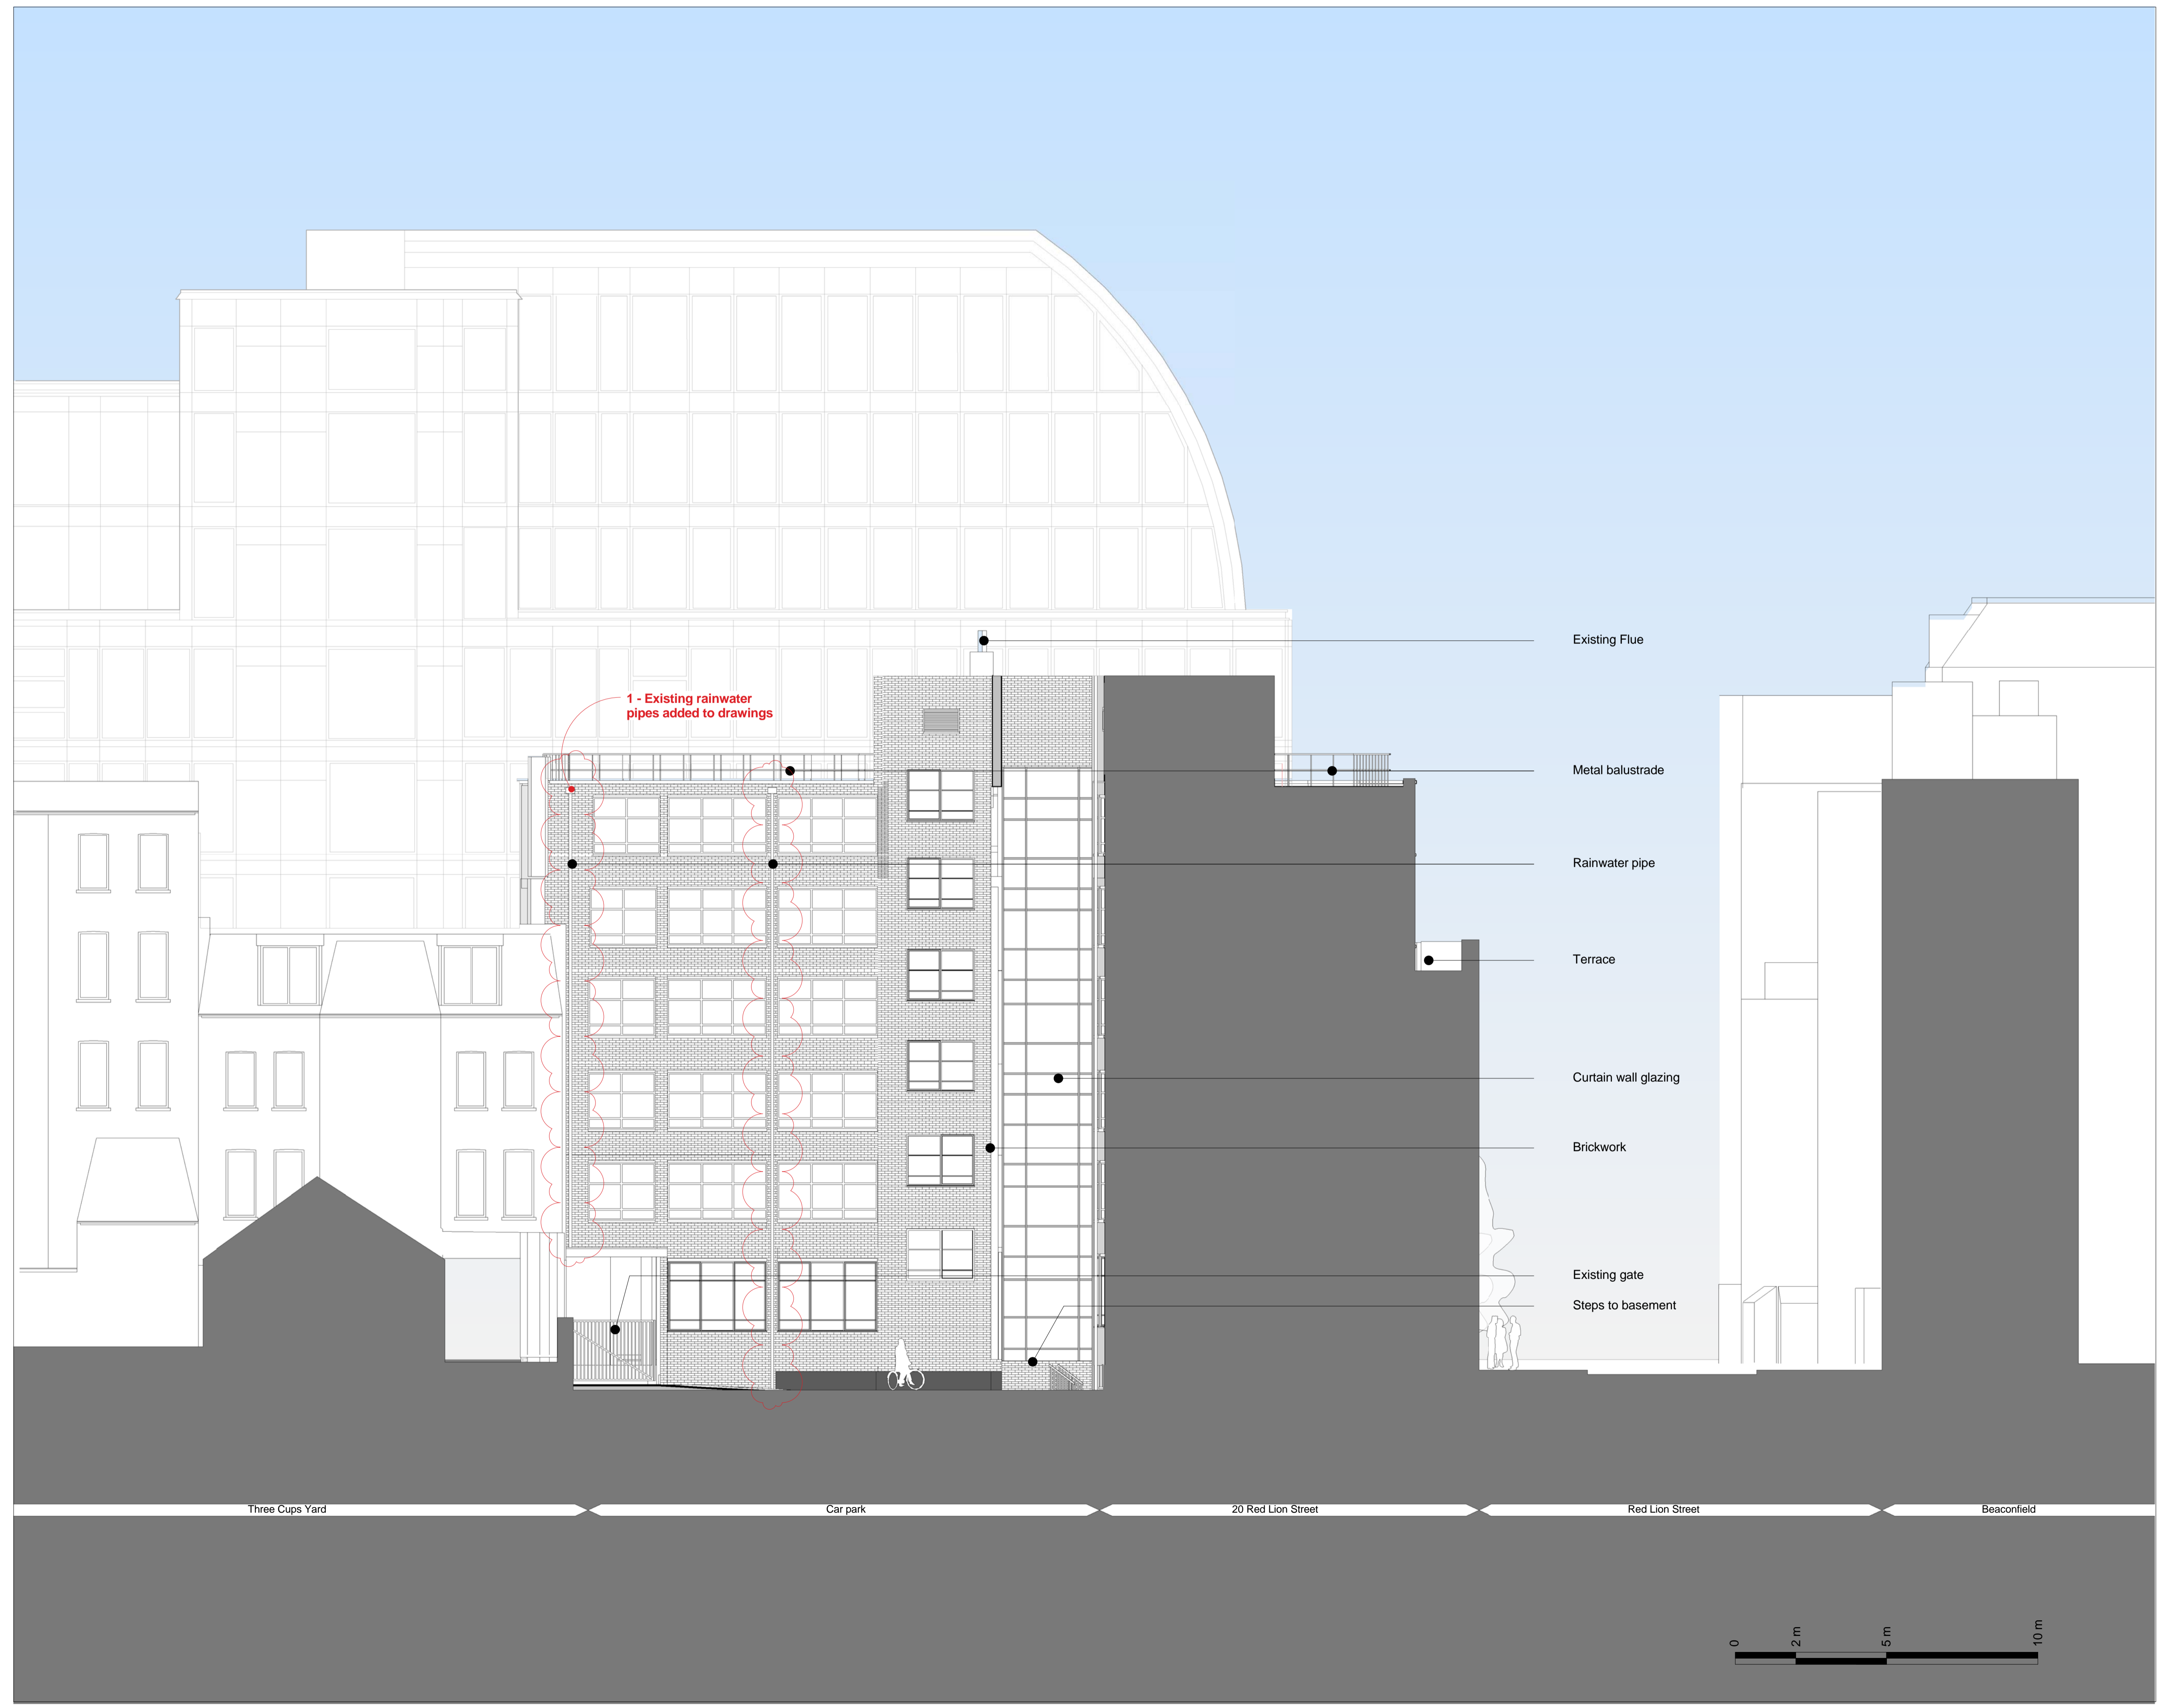 Existing Flue
1 - Existing rainwater
pipes added to drawings
Metal balustrade
Rainwater pipe
Terrace
Curtain wall glazing
Brickwork
Existing gate
Steps to basement
Three Cups Yard
Car park
20 Red Lion Street
Red Lion Street
Beaconfield
0
2 m
5 m
10 m